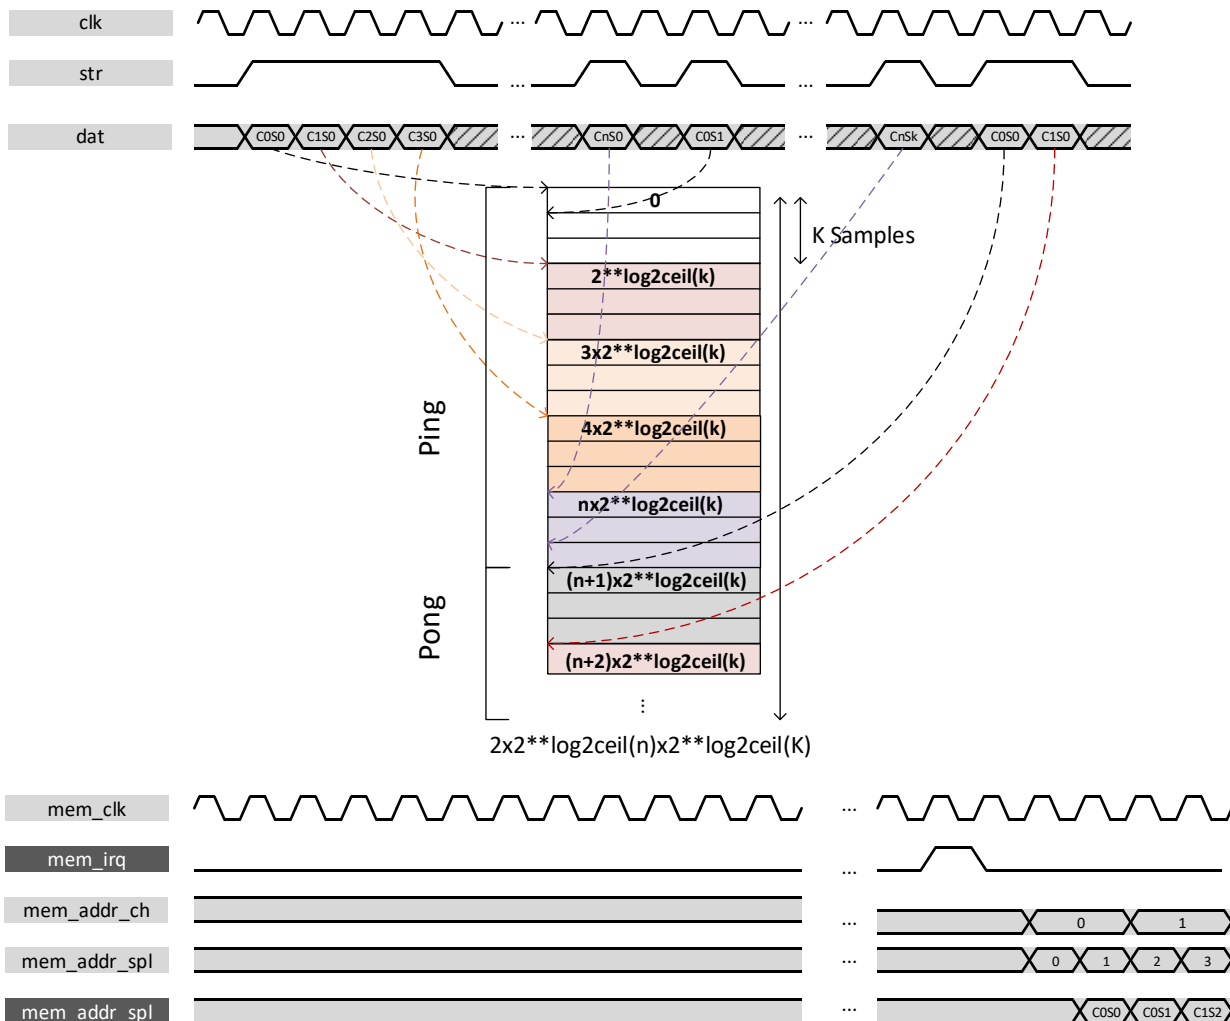 clk
... ...
str
... ...
dat
C0S0 C1S0 C2S0 C3S0 ... CnS0 C0S1 ... CnSk C0S0 C1S0
0
K Samples
2**log2ceil(k)
3x2**log2ceil(k)
4x2**log2ceil(k)
Ping
nx2**log2ceil(k)
(n+1)x2**log2ceil(k)
Pong
(n+2)x2**log2ceil(k)
...
2x2**log2ceil(n)x2**log2ceil(K)
mem_clk
...
mem_irq
...
mem_addr_ch
... 0 1
mem_addr_spl
... 0 1 2 3
mem_addr_spl
... C0S0 C0S1 C1S2